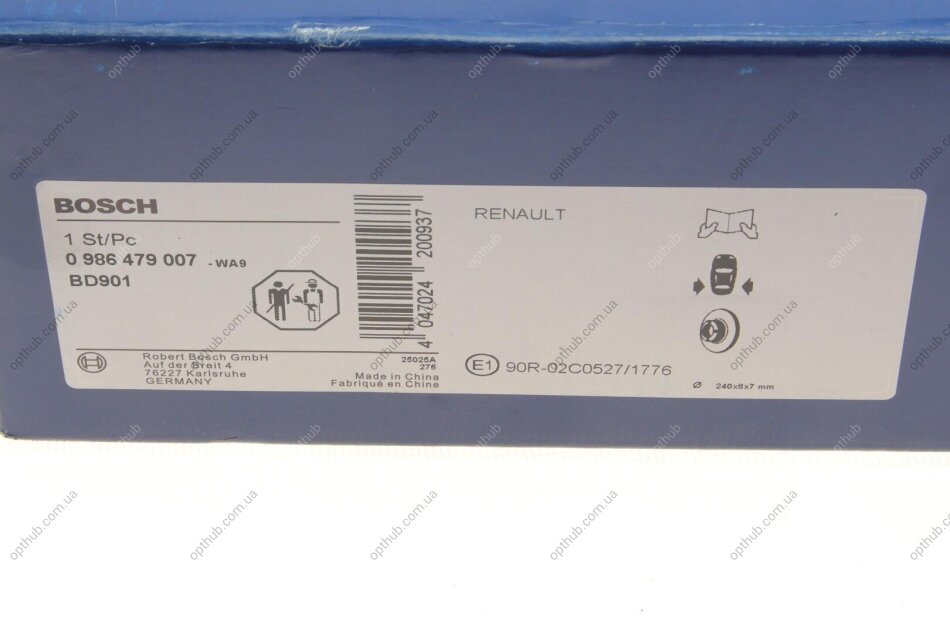 BOSCH
1 St/Pc
0 986 479 007 -WA9
BD901
Robert Bosch GmbH
Auf der Breit 4
76227 Karlsruhe
GERMANY
25025A
276
Made in China
Fabriqué en Chine
4 047024 200937
RENAULT
E1 90R-02C0527/1776
Ø 240x8x7 mm
opthub.com.ua